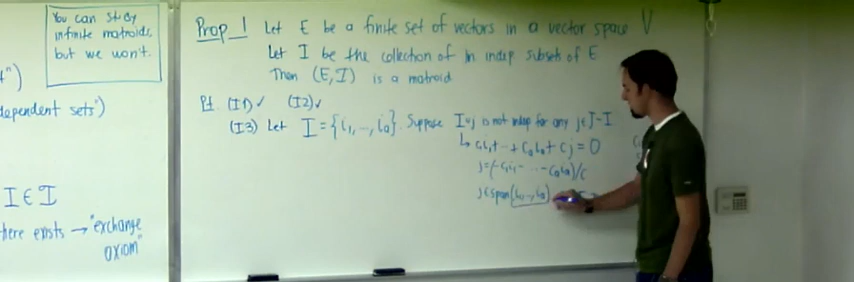 You can study
infinite matroids,
but we won't.
t")
dependent sets")
I ∈ I
here exists → "exchange
axiom"
Prop 1 Let E be a finite set of vectors in a vector space V
Let I be the collection of lin indep subsets of E
Then (E, I) is a matroid
Pf. (I1) ✓ (I2) ✓
(I3) Let I = {i₁, ..., iₐ}. Suppose I∪j is not indep for any j∈J-I
↳ c₁i₁+ ... + cₐiₐ + cj = 0
j = (-c₁i₁ - ... - cₐiₐ)/c
j ∈ span(i₁, ..., iₐ)